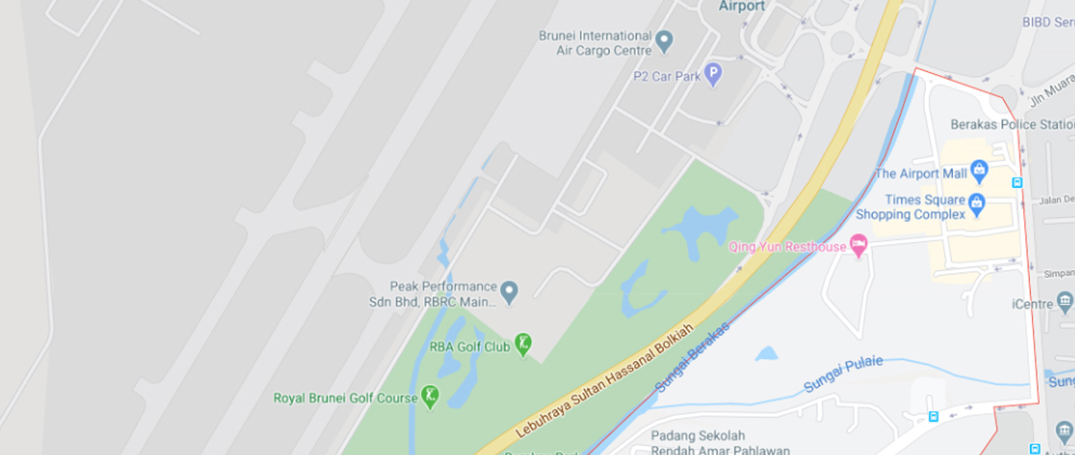 Airport
BIBD Ser
Brunei International
Air Cargo Centre
P2 Car Park
P
Jln Muara
Berakas Police Station
The Airport Mall
Jalan De
Times Square
Shopping Complex
Qing Yun Resthouse
Simpan
Peak Performance
Sdn Bhd, RBRC Main...
iCentre
RBA Golf Club
Lebuhraya Sultan Hassanal Bolkiah
Sungai Berakas
Sungai Pulaie
Sung
Royal Brunei Golf Course
Padang Sekolah
Rendah Amar Pahlawan